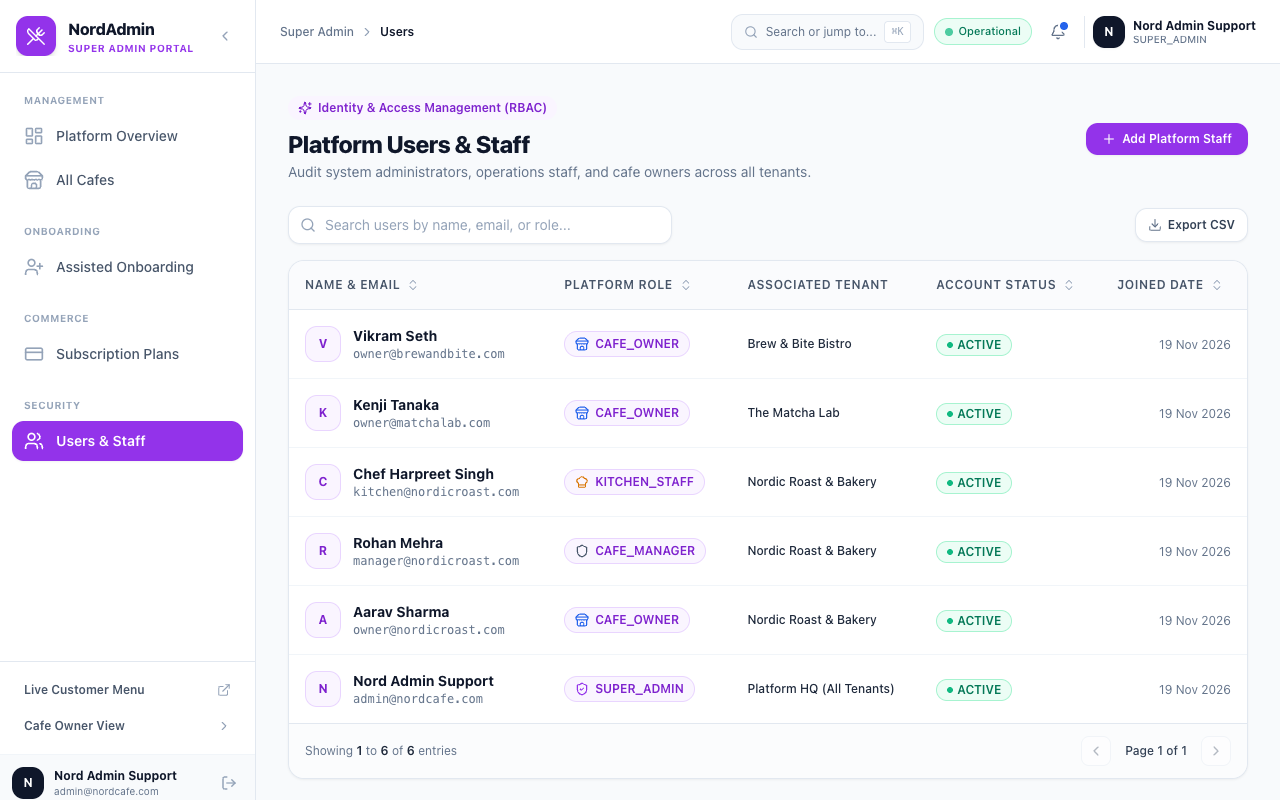 NordAdmin
SUPER ADMIN PORTAL
MANAGEMENT
Platform Overview
All Cafes
ONBOARDING
Assisted Onboarding
COMMERCE
Subscription Plans
SECURITY
Users & Staff
Live Customer Menu
Cafe Owner View
N
Nord Admin Support
admin@nordcafe.com
Super Admin > Users
Search or jump to... ⌘K
Operational
N
Nord Admin Support
SUPER_ADMIN
Identity & Access Management (RBAC)
Platform Users & Staff
Audit system administrators, operations staff, and cafe owners across all tenants.
+ Add Platform Staff
Search users by name, email, or role...
Export CSV
NAME & EMAIL PLATFORM ROLE ASSOCIATED TENANT ACCOUNT STATUS JOINED DATE
V Vikram Seth CAFE_OWNER Brew & Bite Bistro ACTIVE 19 Nov 2026
owner@brewandbite.com
K Kenji Tanaka CAFE_OWNER The Matcha Lab ACTIVE 19 Nov 2026
owner@matchalab.com
C Chef Harpreet Singh KITCHEN_STAFF Nordic Roast & Bakery ACTIVE 19 Nov 2026
kitchen@nordicroast.com
R Rohan Mehra CAFE_MANAGER Nordic Roast & Bakery ACTIVE 19 Nov 2026
manager@nordicroast.com
A Aarav Sharma CAFE_OWNER Nordic Roast & Bakery ACTIVE 19 Nov 2026
owner@nordicroast.com
N Nord Admin Support SUPER_ADMIN Platform HQ (All Tenants) ACTIVE 19 Nov 2026
admin@nordcafe.com
Showing 1 to 6 of 6 entries
Page 1 of 1